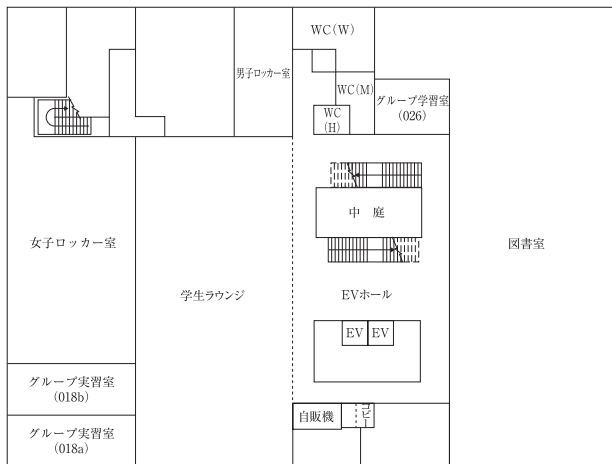 WC(W)
男子ロッカー室
WC(M)
グループ学習室
(026)
WC
(H)
中 庭
女子ロッカー室
図書室
学生ラウンジ
EVホール
EV
EV
グループ実習室
(018b)
自販機
コピー
グループ実習室
(018a)